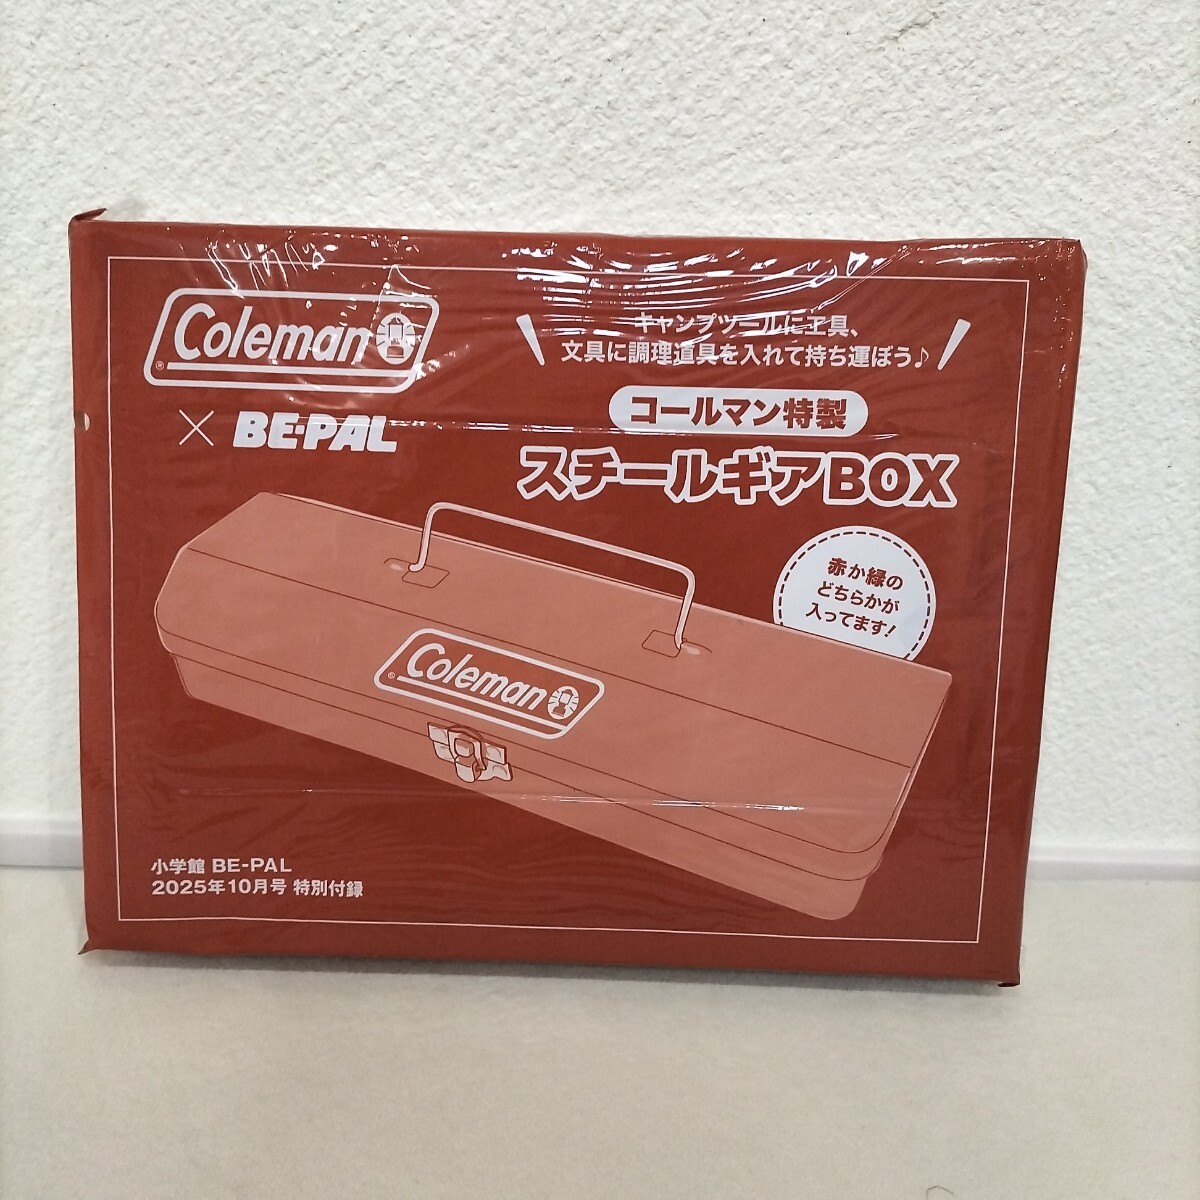 Coleman
®
× BE-PAL
キャンプツールに工具、
文具に調理道具を入れて持ち運ぼう♪
コールマン特製
スチールギアBOX
赤か緑の
どちらかが
入ってます!
Coleman
®
小学館 BE-PAL
2025年10月号 特別付録